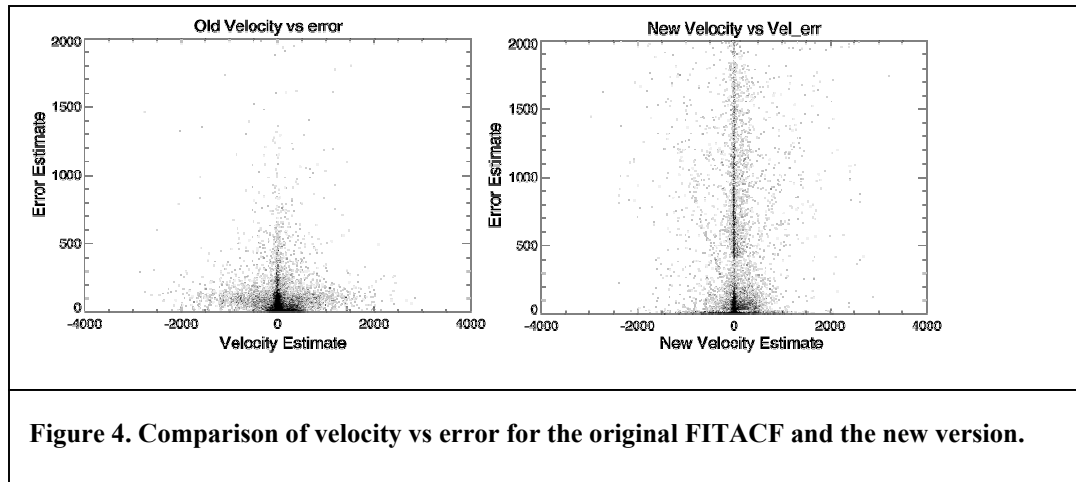 Old Velocity vs error
2000
1500
1000
500
0
Error Estimate
-4000 -2000 0 2000 4000
Velocity Estimate
New Velocity vs Vel_err
2000
1500
1000
500
0
Error Estimate
-4000 -2000 0 2000 4000
New Velocity Estimate
Figure 4. Comparison of velocity vs error for the original FITACF and the new version.